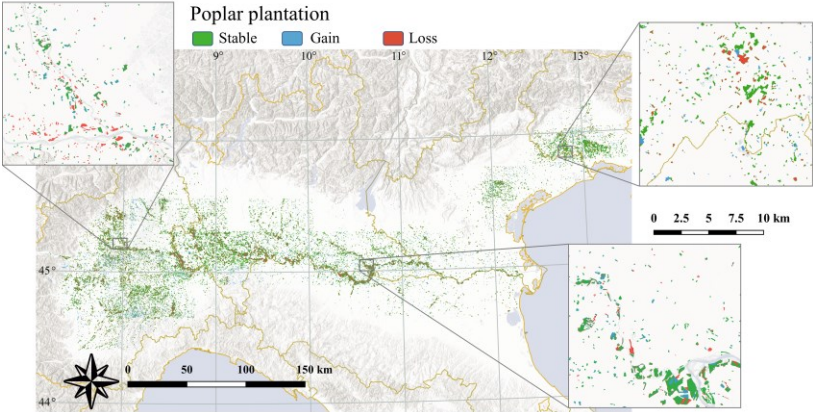 Poplar plantation
Stable Gain Loss
9° 10° 11° 12° 13°
0 2.5 5 7.5 10 km
45°
0 50 100 150 km
44°